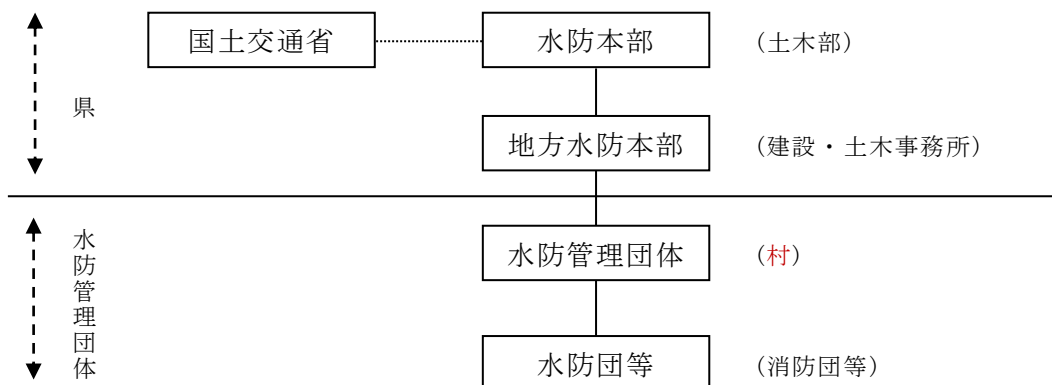 国土交通省
水防本部
（土木部）
県
地方水防本部
（建設・土木事務所）
水防管理団体
水防管理団体
（村）
水防団等
（消防団等）